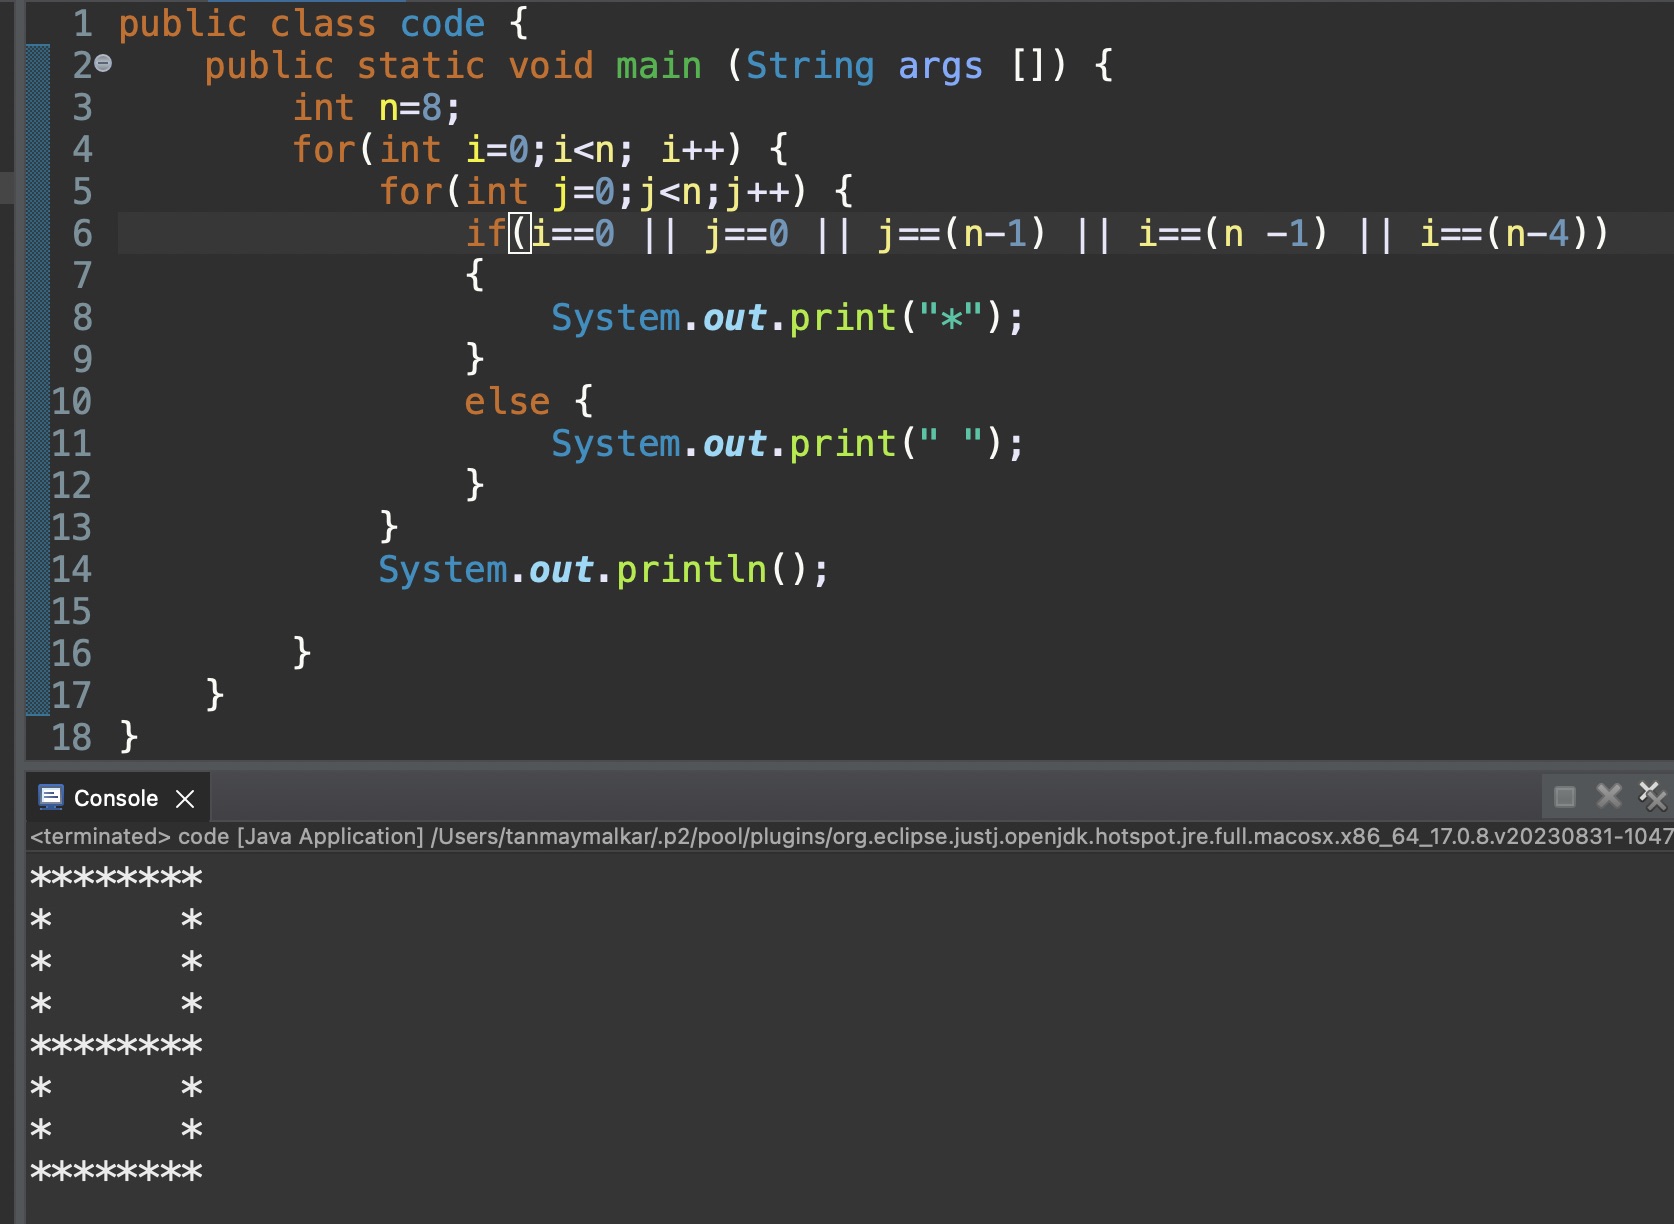 1 public class code {
2 public static void main (String args []) {
3 int n=8;
4 for(int i=0;i<n; i++) {
5 for(int j=0;j<n;j++) {
6 if(i==0 || j==0 || j==(n-1) || i==(n -1) || i==(n-4))
7 {
8 System.out.print("*");
9 }
10 else {
11 System.out.print(" ");
12 }
13 }
14 System.out.println();
15
16 }
17 }
18 }
Console
<terminated> code [Java Application] /Users/tanmaymalkar/.p2/pool/plugins/org.eclipse.justj.openjdk.hotspot.jre.full.macosx.x86_64_17.0.8.v20230831-1047
********
*      *
*      *
*      *
********
*      *
*      *
********